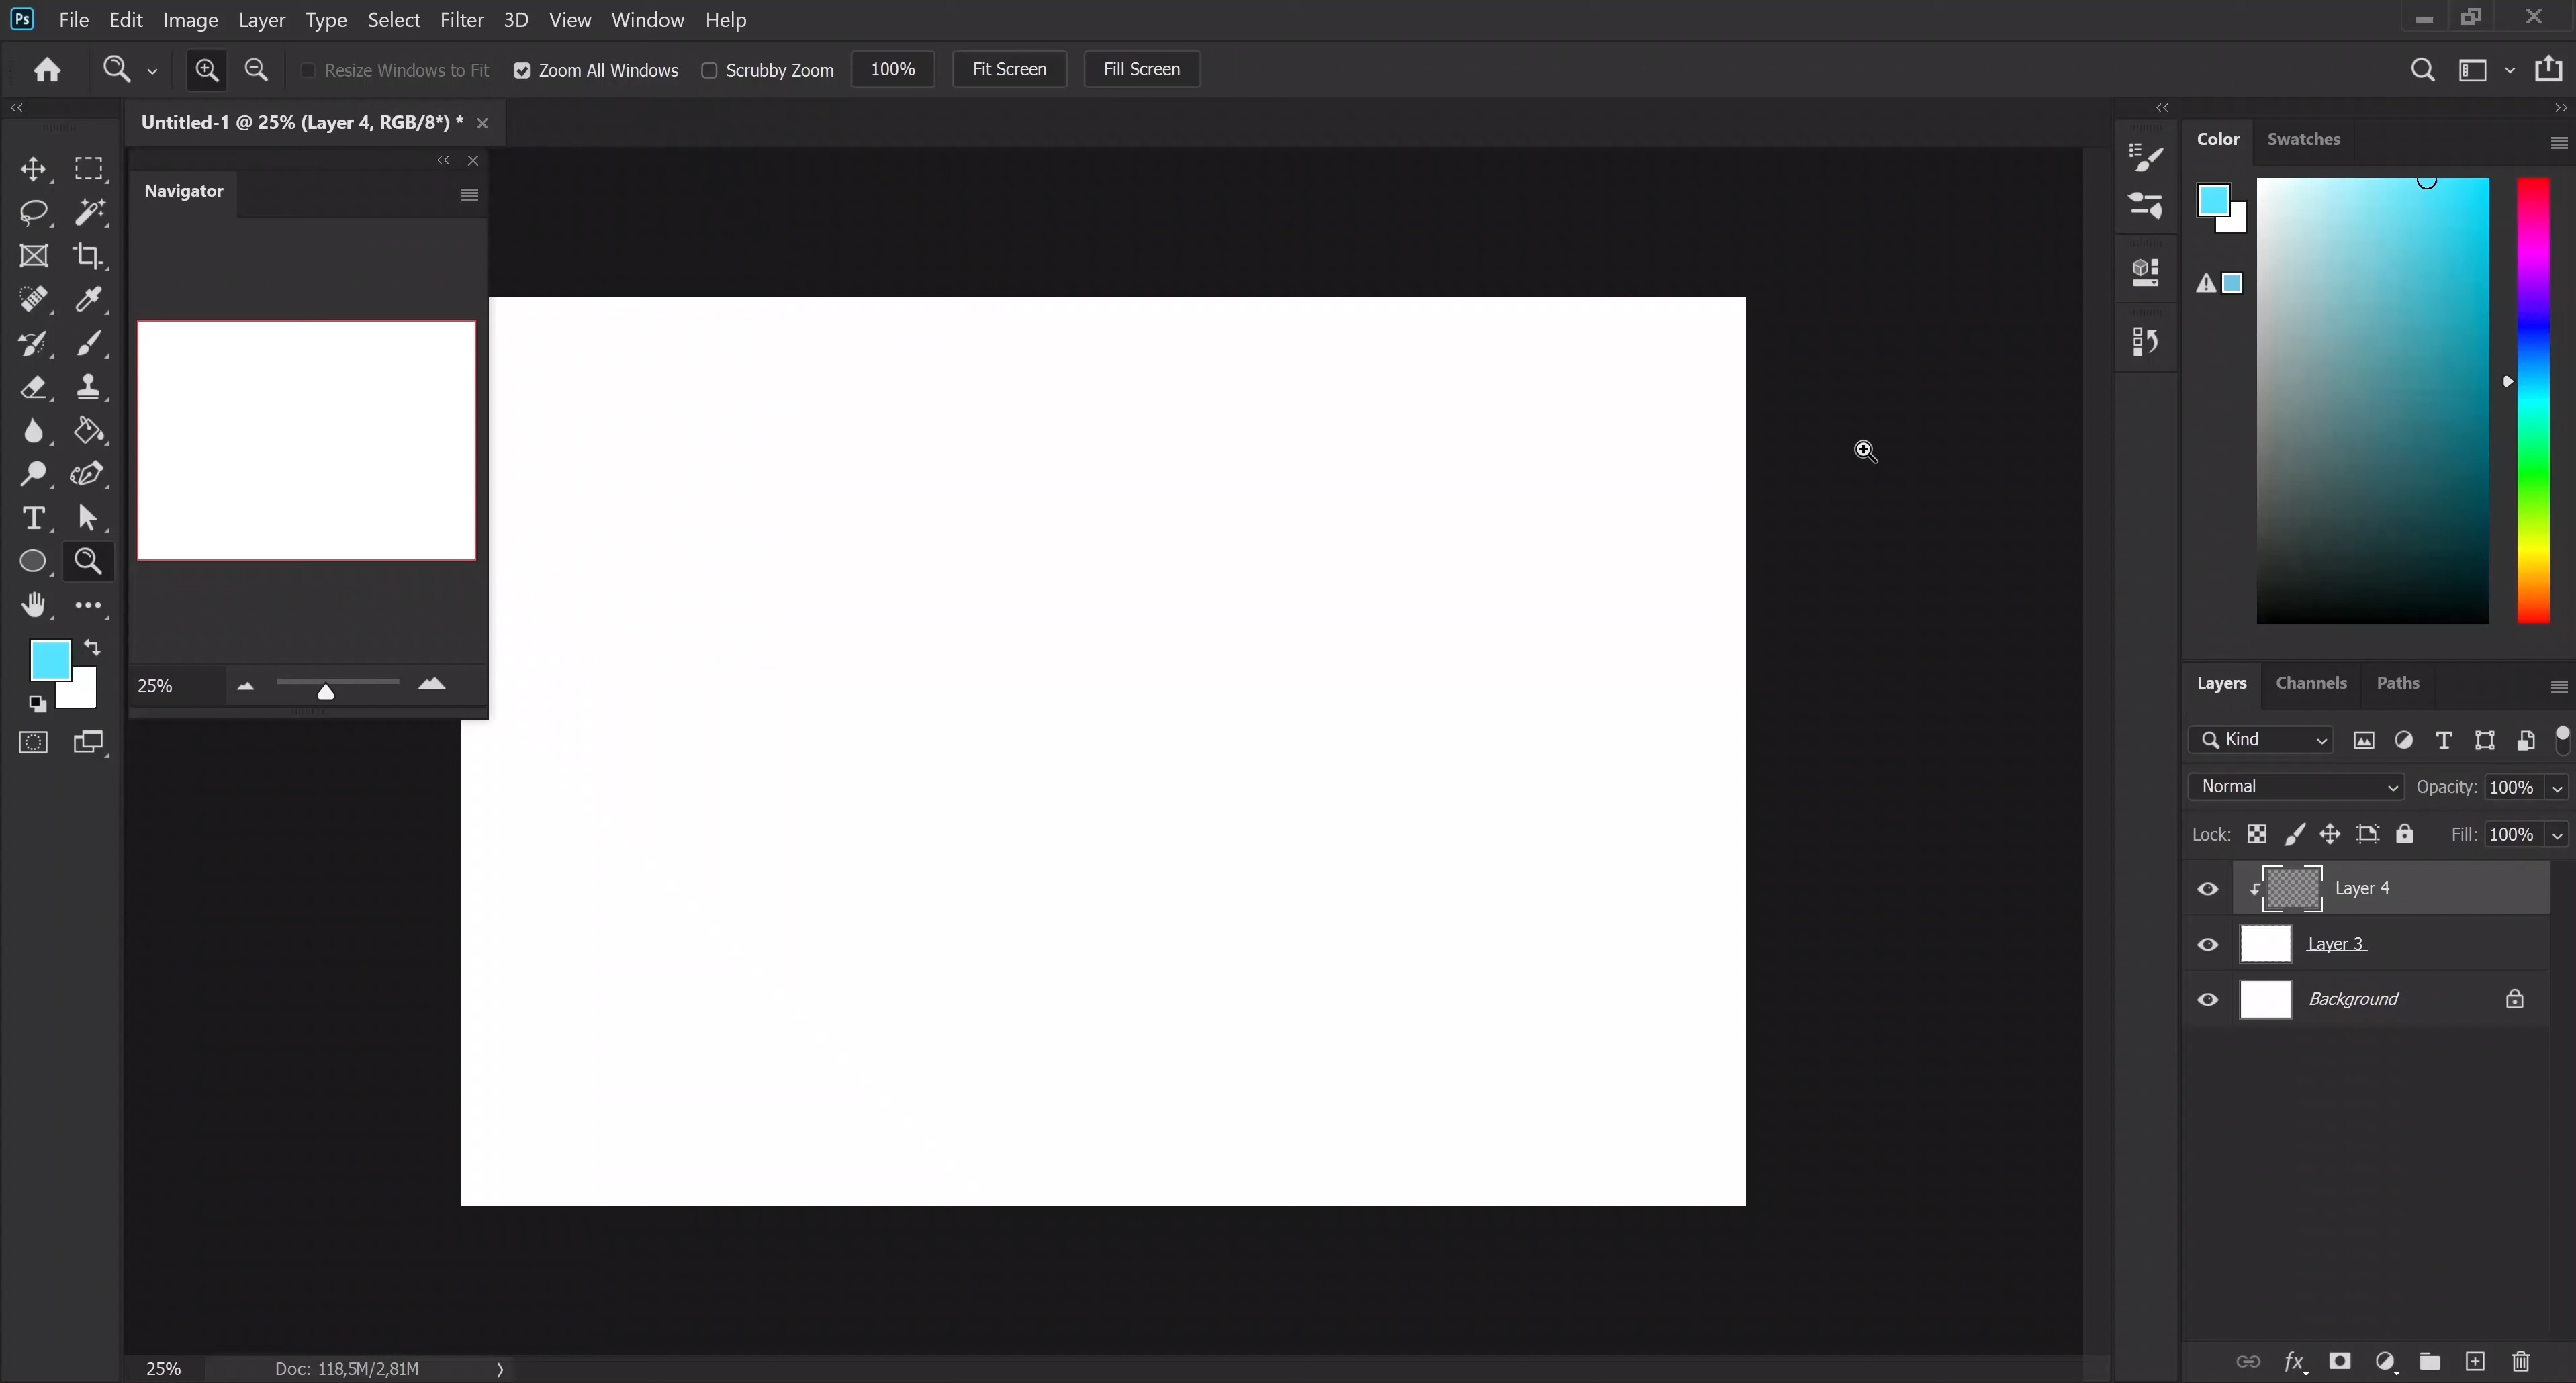 Ps File Edit Image Layer Type Select Filter 3D View Window Help
Resize Windows to Fit Zoom All Windows Scrubby Zoom 100% Fit Screen Fill Screen
Untitled-1 @ 25% (Layer 4, RGB/8*) *
Navigator
25%
25% Doc: 118,5M/2,81M
Color Swatches
Layers Channels Paths
Kind
Normal Opacity: 100%
Lock: Fill: 100%
Layer 4
Layer 3
Background
fx